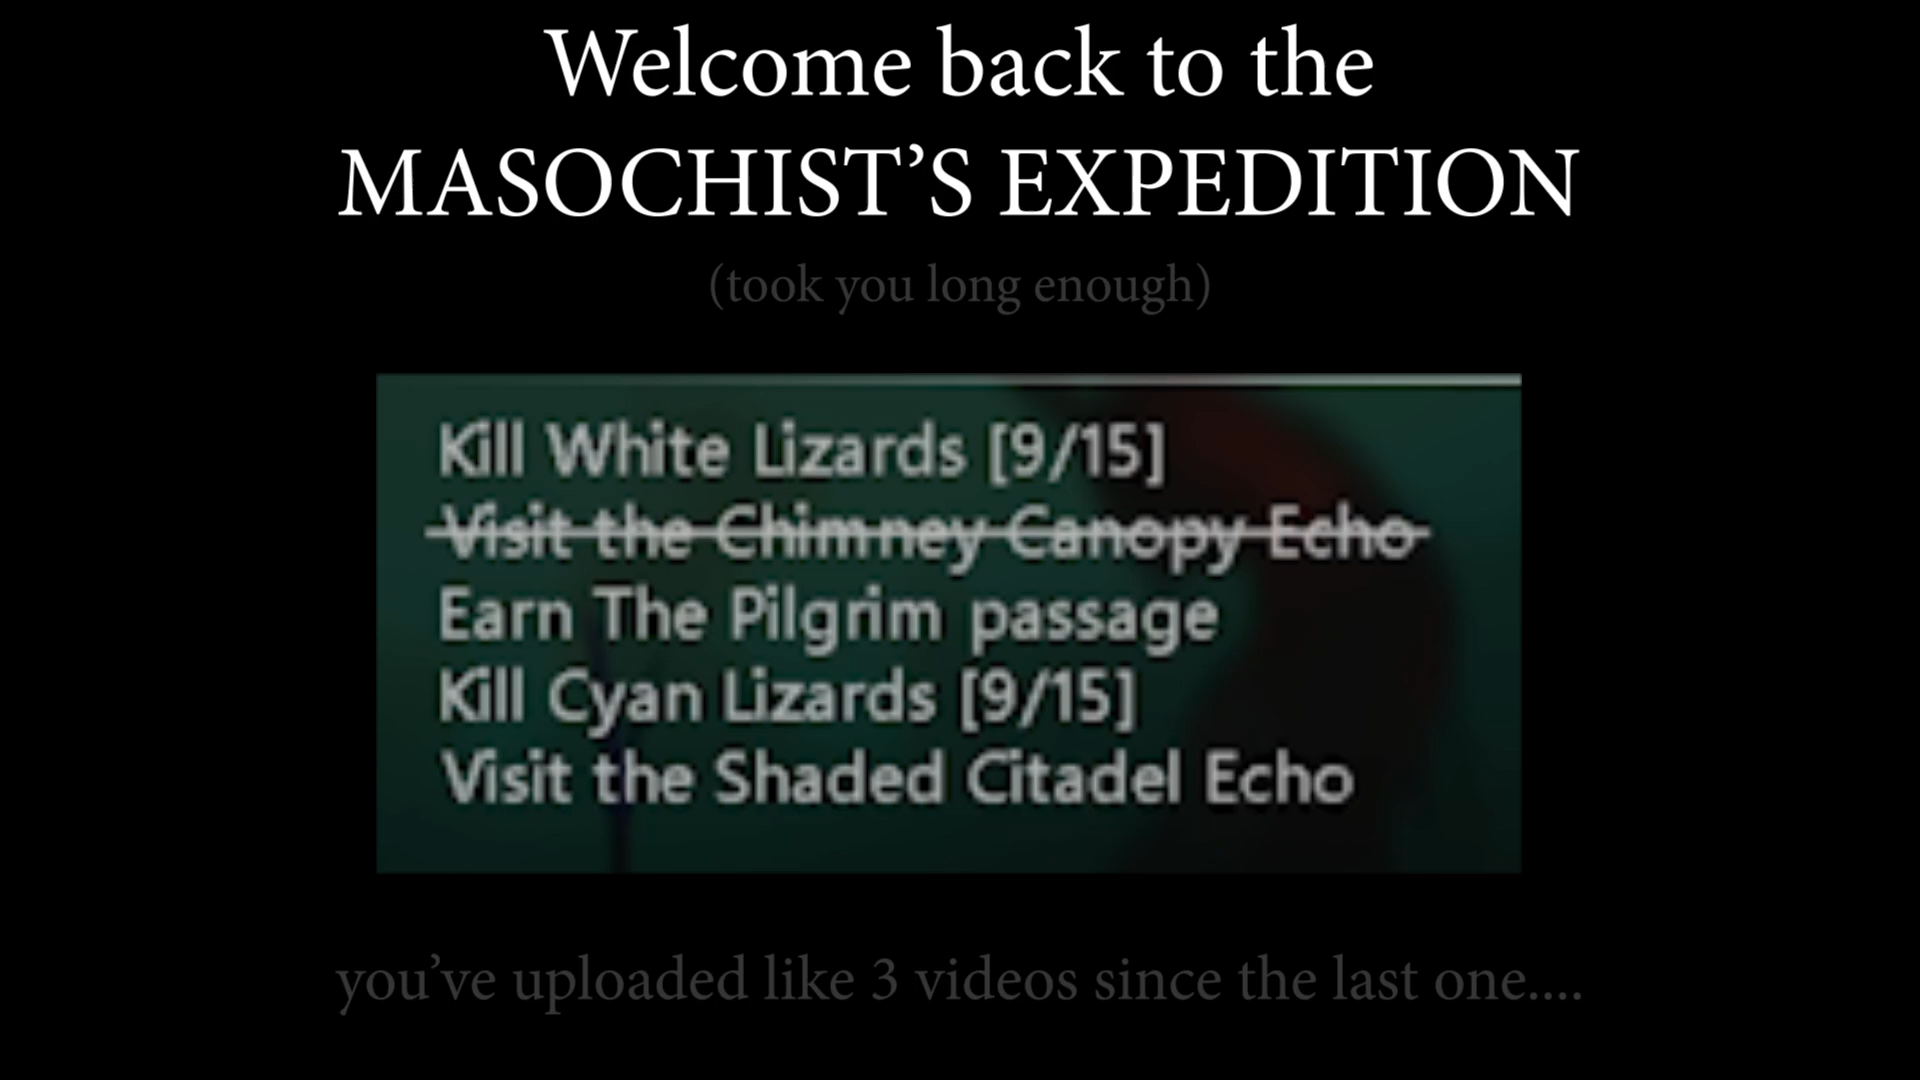 Welcome back to the
MASOCHIST’S EXPEDITION
(took you long enough)
Kill White Lizards [9/15]
Visit the Chimney Canopy Echo
Earn The Pilgrim passage
Kill Cyan Lizards [9/15]
Visit the Shaded Citadel Echo
you’ve uploaded like 3 videos since the last one....